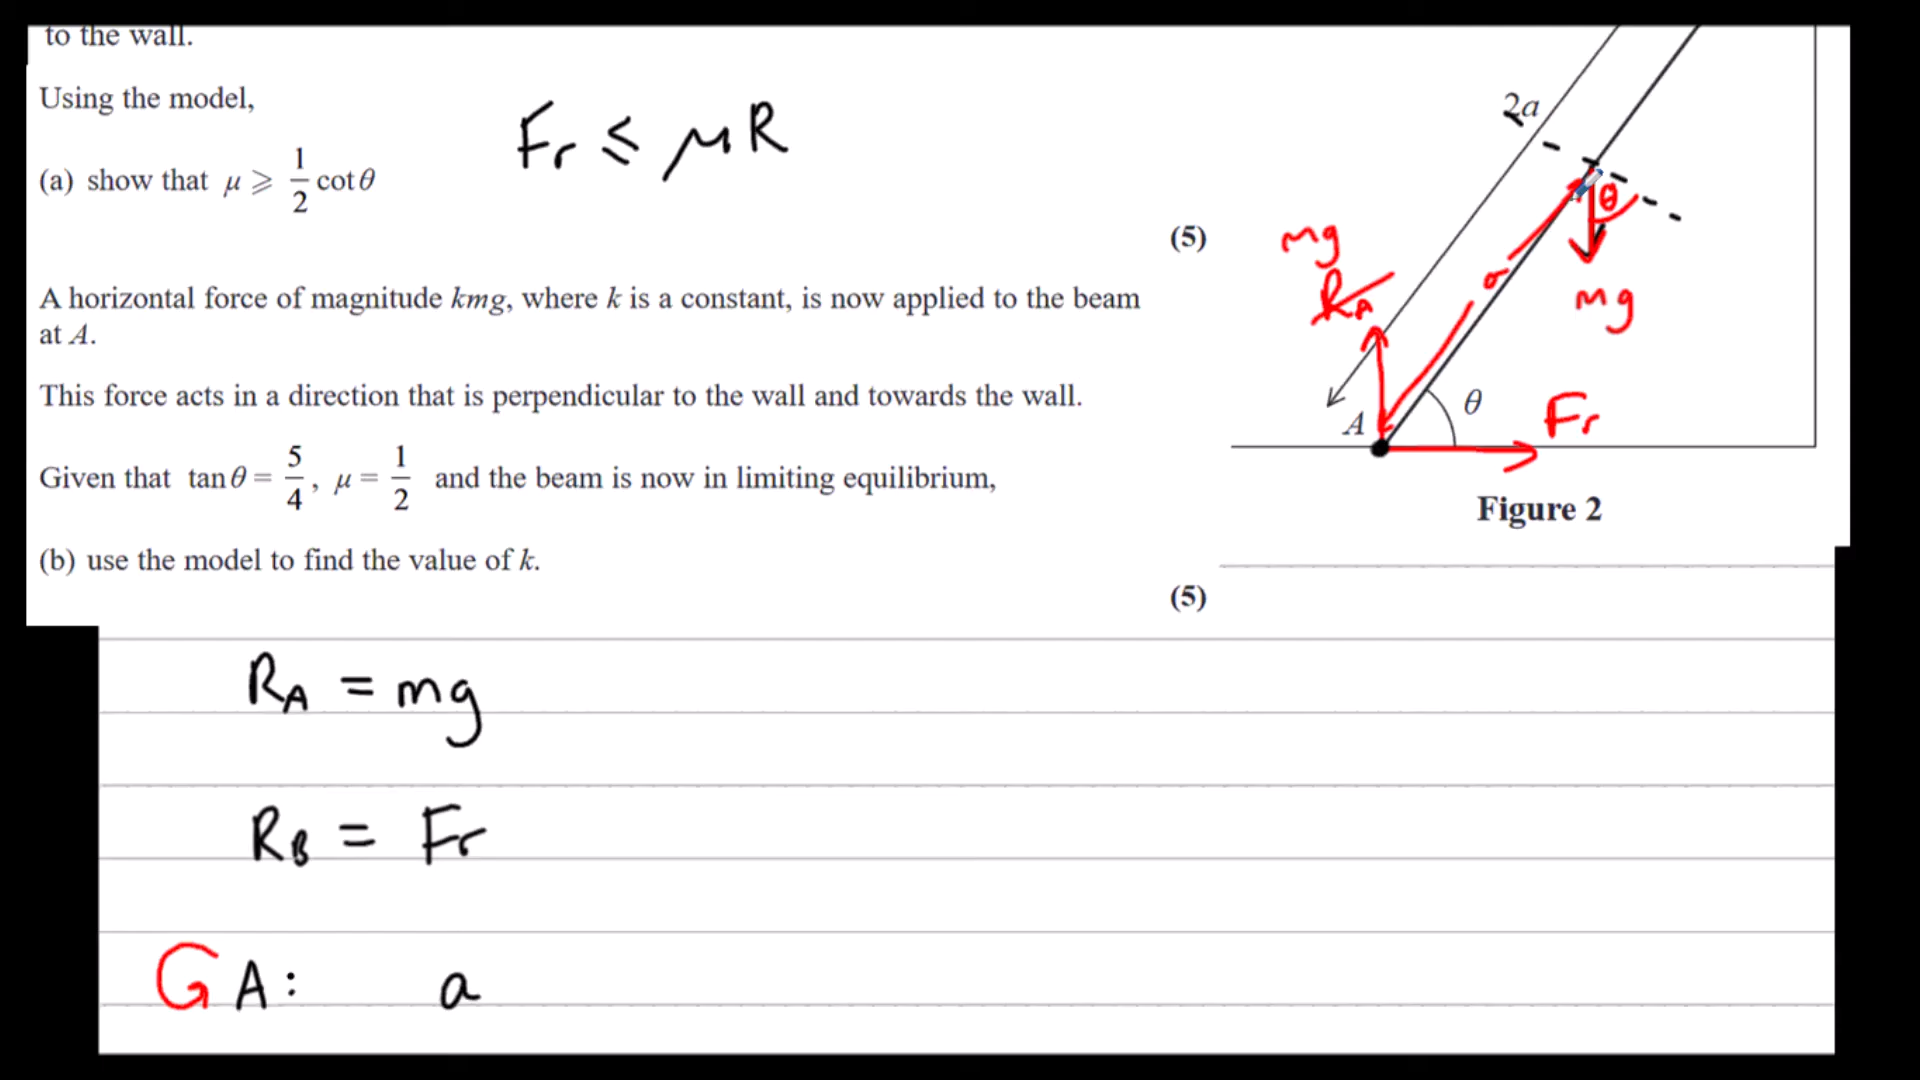 to the wall.
Using the model,
(a) show that μ ⩾ 1/2 cot θ
Fr ≤ μR
(5)
A horizontal force of magnitude kmg, where k is a constant, is now applied to the beam
at A.
This force acts in a direction that is perpendicular to the wall and towards the wall.
Given that tan θ = 5/4, μ = 1/2 and the beam is now in limiting equilibrium,
(b) use the model to find the value of k.
(5)
2a
θ
mg
RA
a
mg
A
θ
Fr
Figure 2
RA = mg
RB = Fr
G A: a